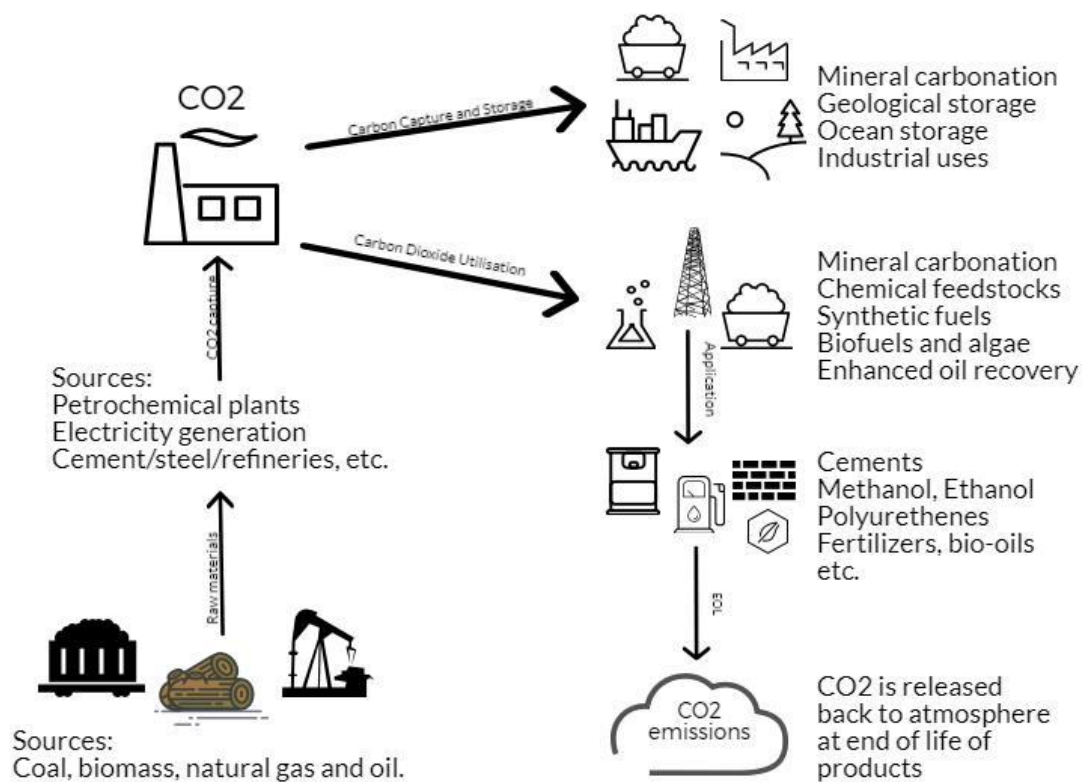 CO2
Carbon Capture and Storage
Mineral carbonation
Geological storage
Ocean storage
Industrial uses
Carbon Dioxide Utilisation
Mineral carbonation
Chemical feedstocks
Synthetic fuels
Biofuels and algae
Enhanced oil recovery
CO2 capture
Sources:
Petrochemical plants
Electricity generation
Cement/steel/refineries, etc.
Application
Cements
Methanol, Ethanol
Polyurethenes
Fertilizers, bio-oils
etc.
Raw materials
EOL
Sources:
Coal, biomass, natural gas and oil.
CO2
emissions
CO2 is released
back to atmosphere
at end of life of
products